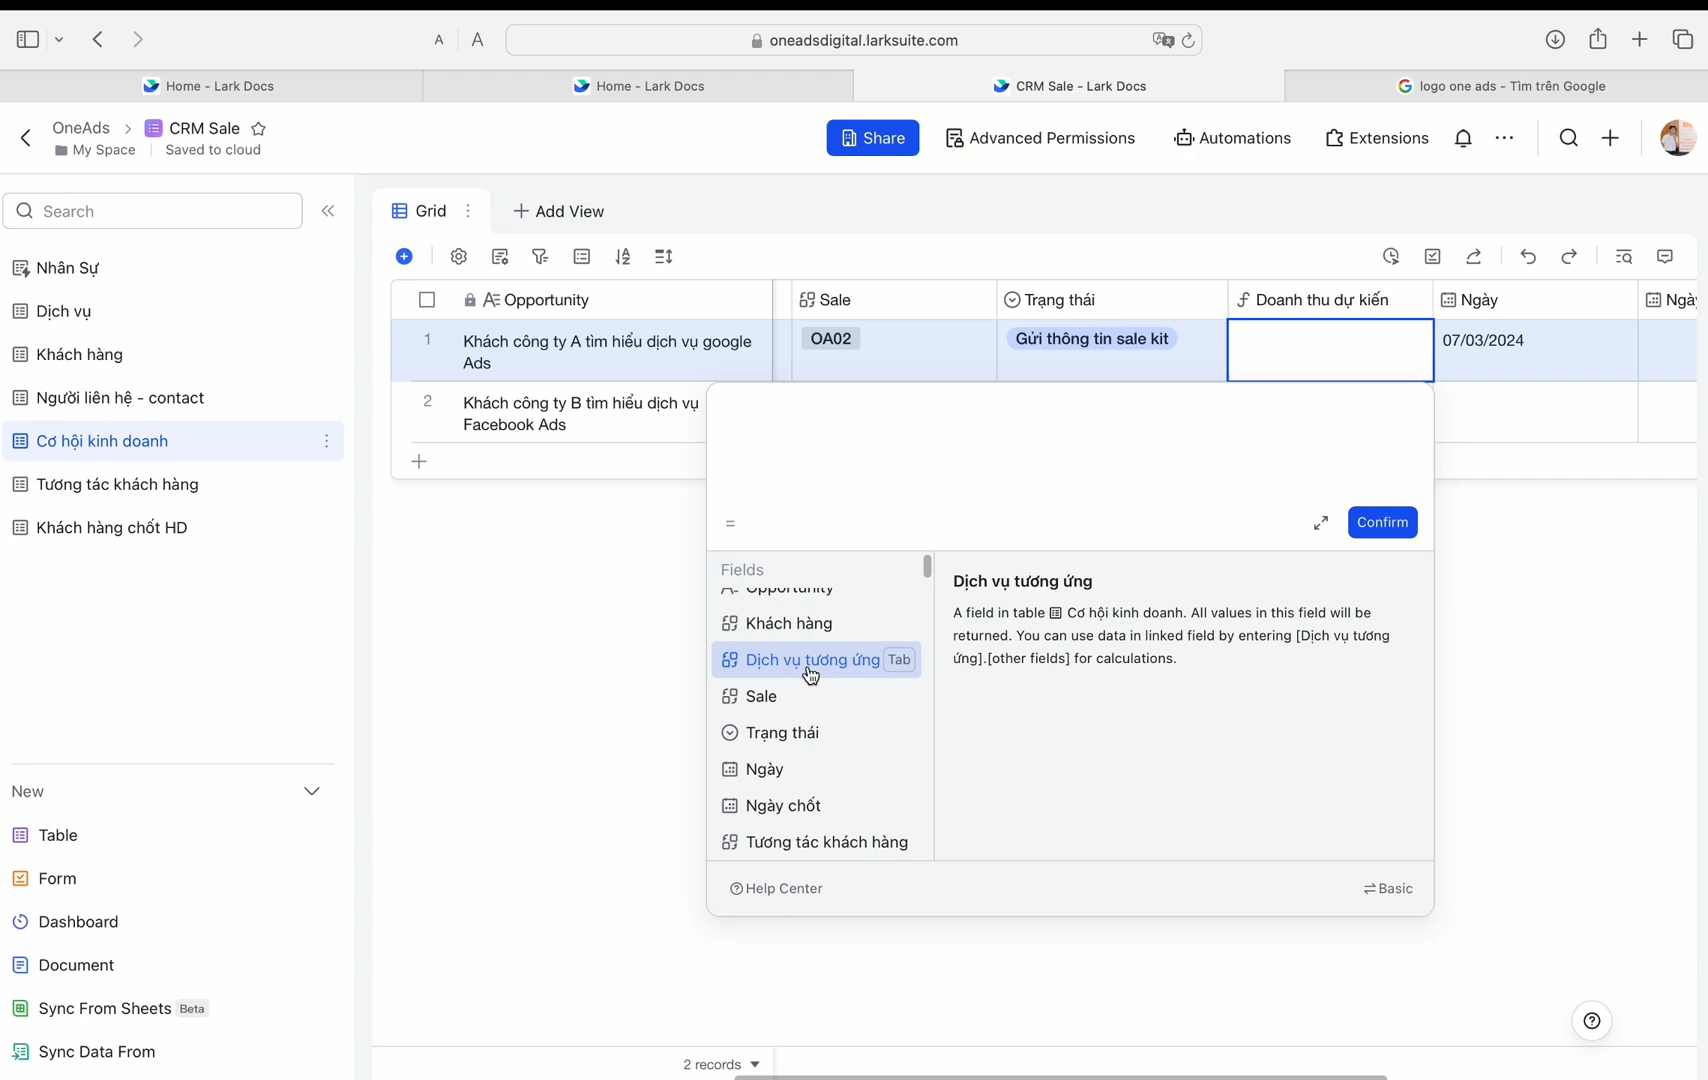 A A oneadsdigital.larksuite.com
Home - Lark Docs
Home - Lark Docs
CRM Sale - Lark Docs
logo one ads - Tìm trên Google
OneAds > CRM Sale
My Space Saved to cloud
Share
Advanced Permissions
Automations
Extensions
Search
Nhân Sự
Dịch vụ
Khách hàng
Người liên hệ - contact
Cơ hội kinh doanh
Tương tác khách hàng
Khách hàng chốt HD
New
Table
Form
Dashboard
Document
Sync From Sheets Beta
Sync Data From
Grid
Add View
Opportunity Sale Trạng thái Doanh thu dự kiến Ngày Ngày
1 Khách công ty A tìm hiểu dịch vụ google OA02 Gửi thông tin sale kit 07/03/2024
Ads
2 Khách công ty B tìm hiểu dịch vụ
Facebook Ads
=
Confirm
Fields
Opportunity
Khách hàng
Dịch vụ tương ứng Tab
Sale
Trạng thái
Ngày
Ngày chốt
Tương tác khách hàng
Dịch vụ tương ứng
A field in table Cơ hội kinh doanh. All values in this field will be
returned. You can use data in linked field by entering [Dịch vụ tương
ứng].[other fields] for calculations.
Help Center
Basic
2 records